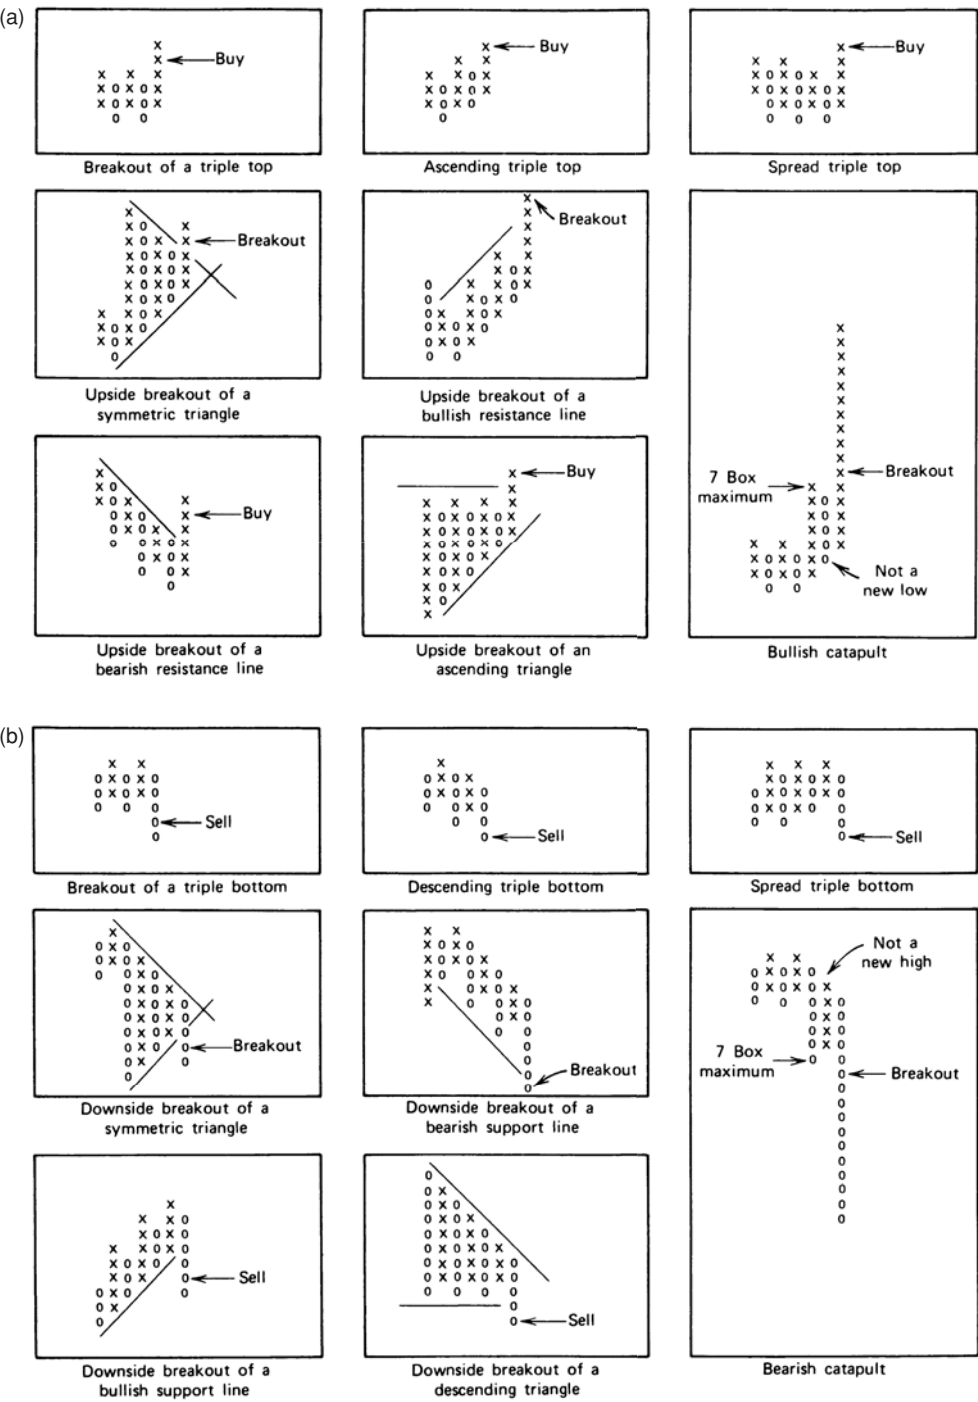 (a)
Buy
Breakout of a triple top
Buy
Ascending triple top
Buy
Spread triple top
Breakout
Upside breakout of a
symmetric triangle
Breakout
Upside breakout of a
bullish resistance line
Buy
Upside breakout of a
bearish resistance line
Buy
Upside breakout of an
ascending triangle
7 Box
maximum
Breakout
Not a
new low
Bullish catapult
(b)
Sell
Breakout of a triple bottom
Sell
Descending triple bottom
Sell
Spread triple bottom
Breakout
Downside breakout of a
symmetric triangle
Breakout
Downside breakout of a
bearish support line
Not a
new high
7 Box
maximum
Breakout
Sell
Downside breakout of a
bullish support line
Sell
Downside breakout of a
descending triangle
Bearish catapult